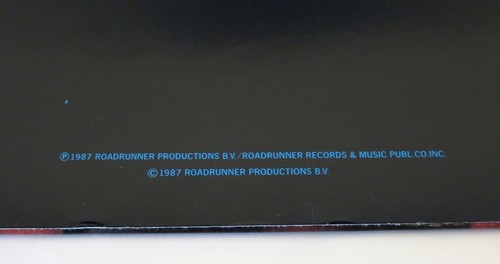 ℗1987 ROADRUNNER PRODUCTIONS B.V./ROADRUNNER RECORDS & MUSIC PUBL.CO.INC.
©1987 ROADRUNNER PRODUCTIONS B.V.